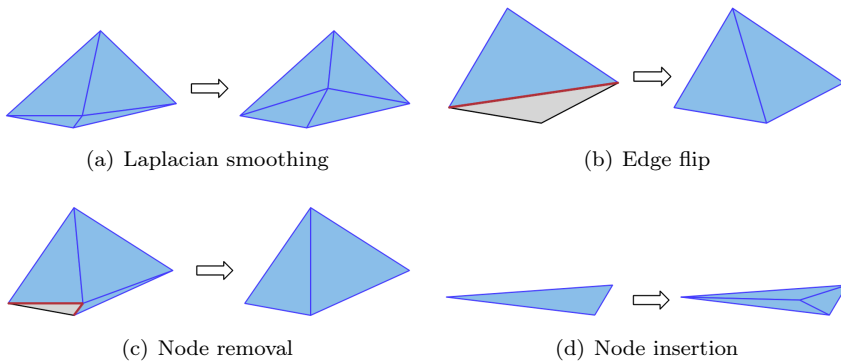 (a) Laplacian smoothing
(b) Edge flip
(c) Node removal
(d) Node insertion